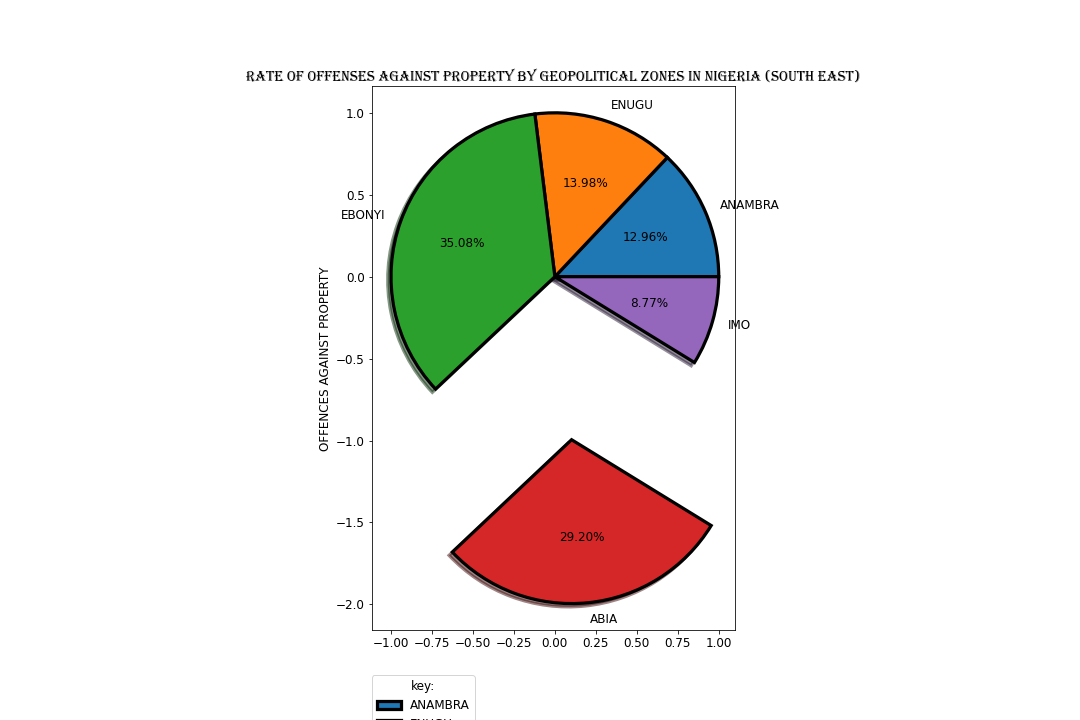 RATE OF OFFENSES AGAINST PROPERTY BY GEOPOLITICAL ZONES IN NIGERIA (SOUTH EAST)
ENUGU
1.0
13.98%
0.5
ANAMBRA
EBONYI
12.96%
35.08%
0.0
8.77%
IMO
OFFENCES AGAINST PROPERTY
−0.5
−1.0
−1.5
29.20%
−2.0
ABIA
−1.00 −0.75 −0.50 −0.25 0.00 0.25 0.50 0.75 1.00
key:
ANAMBRA